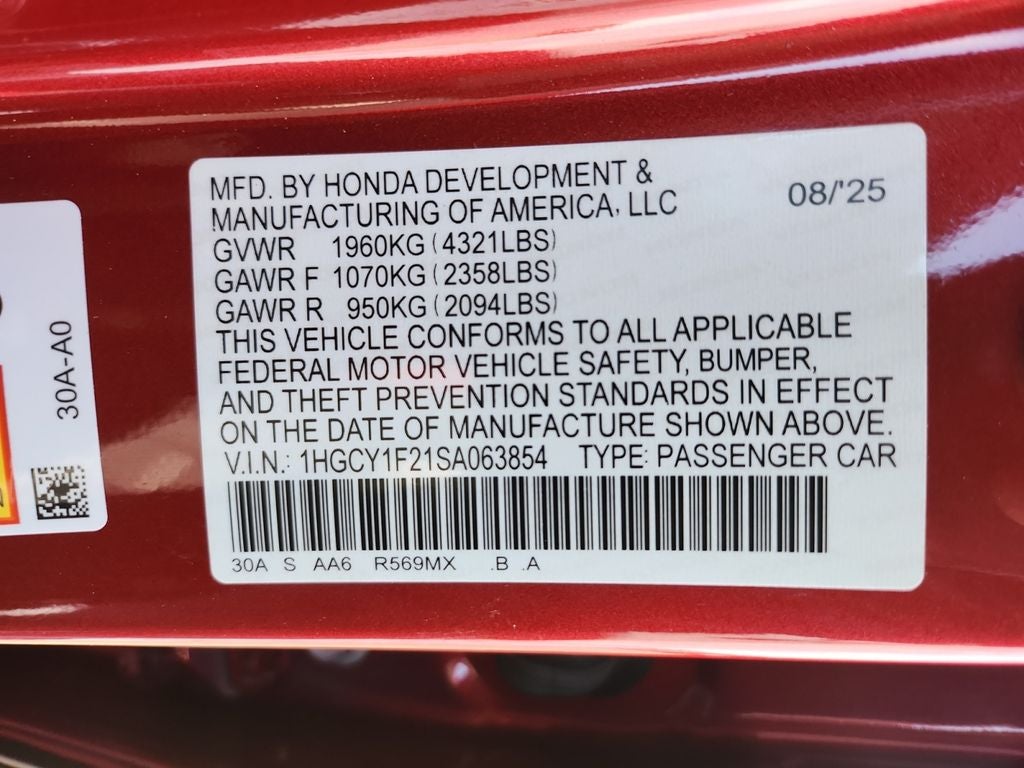 MFD. BY HONDA DEVELOPMENT &
MANUFACTURING OF AMERICA, LLC
08/'25
GVWR 1960KG (4321LBS)
GAWR F 1070KG (2358LBS)
GAWR R 950KG (2094LBS)
THIS VEHICLE CONFORMS TO ALL APPLICABLE
FEDERAL MOTOR VEHICLE SAFETY, BUMPER,
AND THEFT PREVENTION STANDARDS IN EFFECT
ON THE DATE OF MANUFACTURE SHOWN ABOVE.
V.I.N.: 1HGCY1F21SA063854 TYPE: PASSENGER CAR
30A S AA6 R569MX .B .A
30A-A0